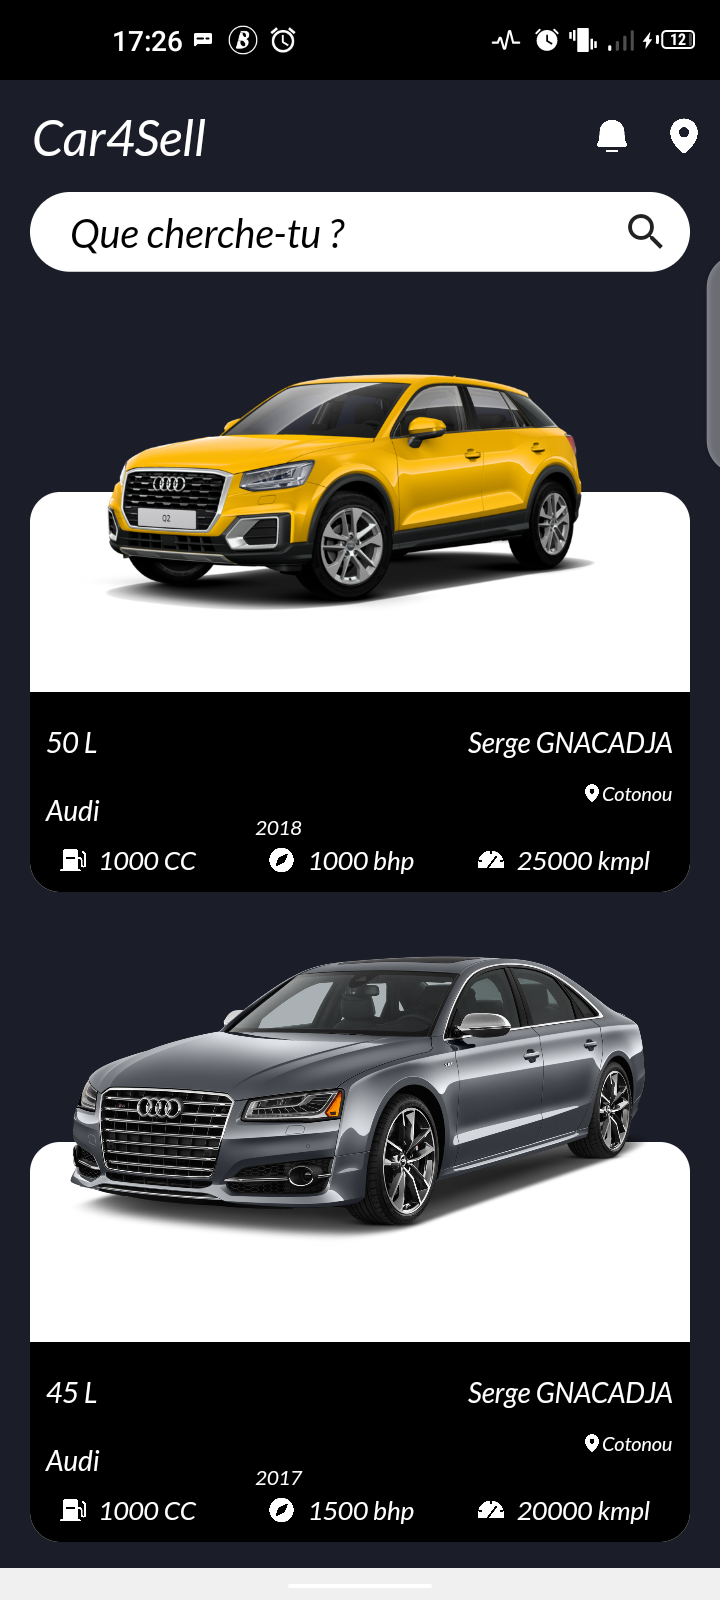 17:26
12
Car4Sell
Que cherche-tu ?
Q2
50 L
Serge GNACADJA
Cotonou
Audi
2018
1000 CC
1000 bhp
25000 kmpl
45 L
Serge GNACADJA
Cotonou
Audi
2017
1000 CC
1500 bhp
20000 kmpl